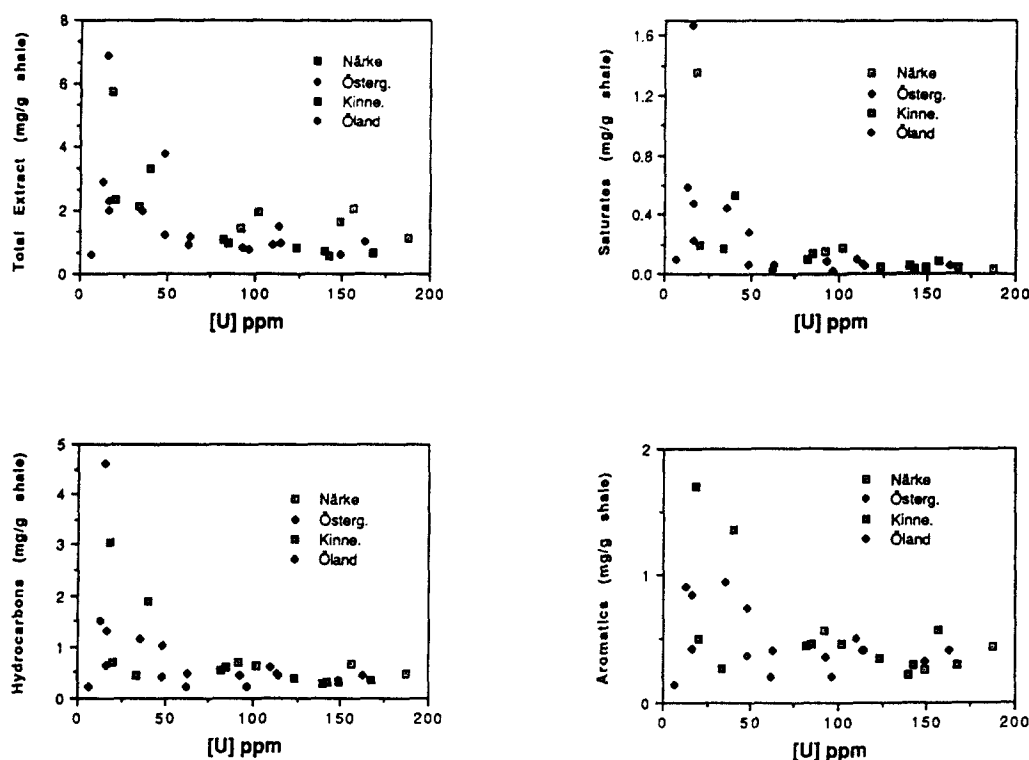 Total Extract (mg/g shale)
8
6
4
2
0
0 50 100 150 200
[U] ppm
Närke
Österg.
Kinne.
Öland
Saturates (mg/g shale)
1.6
1.2
0.8
0.4
0.0
0 50 100 150 200
[U] ppm
Närke
Österg.
Kinne.
Öland
Hydrocarbons (mg/g shale)
5
4
3
2
1
0
0 50 100 150 200
[U] ppm
Närke
Österg.
Kinne.
Öland
Aromatics (mg/g shale)
2
1
0
0 50 100 150 200
[U] ppm
Närke
Österg.
Kinne.
Öland